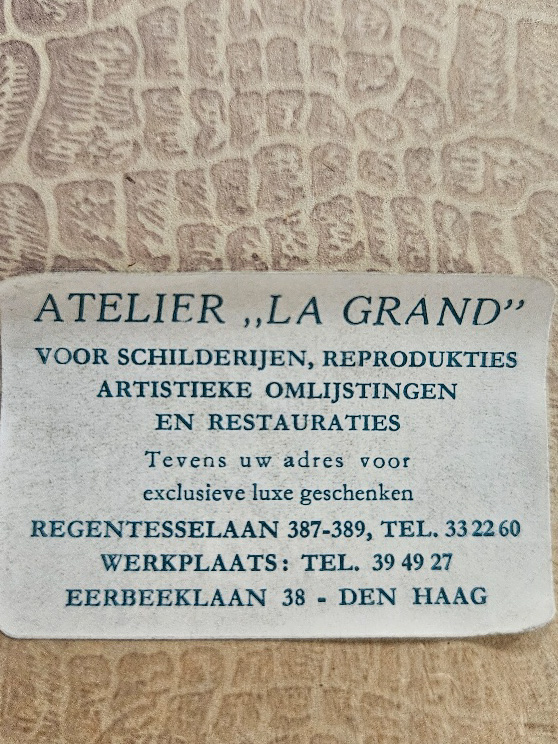 ATELIER „LA GRAND”
VOOR SCHILDERIJEN, REPRODUKTIES
ARTISTIEKE OMLIJSTINGEN
EN RESTAURATIES
Tevens uw adres voor
exclusieve luxe geschenken
REGENTESSELAAN 387-389, TEL. 33 22 60
WERKPLAATS: TEL. 39 49 27
EERBEEKLAAN 38 - DEN HAAG